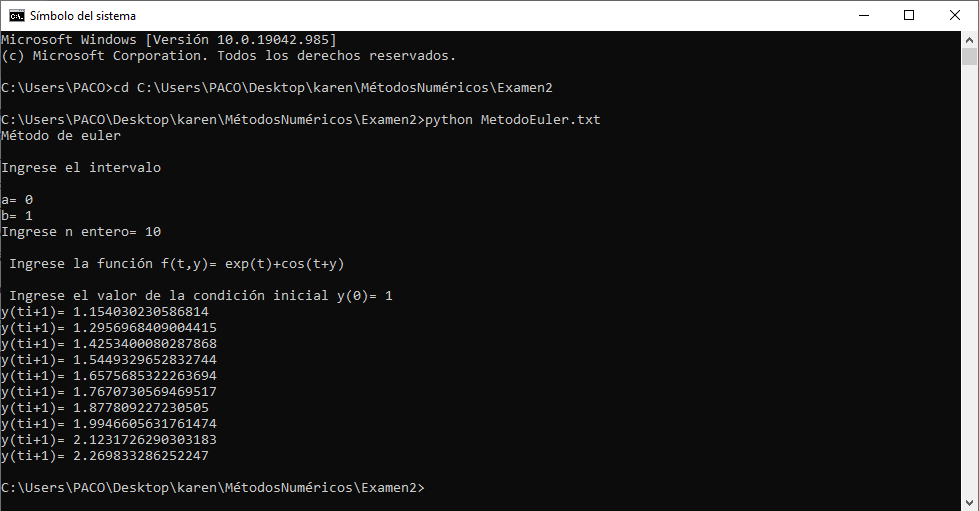 Símbolo del sistema
Microsoft Windows [Versión 10.0.19042.985]
(c) Microsoft Corporation. Todos los derechos reservados.
C:\Users\PACO>cd C:\Users\PACO\Desktop\karen\MétodosNuméricos\Examen2
C:\Users\PACO\Desktop\karen\MétodosNuméricos\Examen2>python MetodoEuler.txt
Método de euler
Ingrese el intervalo
a= 0
b= 1
Ingrese n entero= 10
Ingrese la función f(t,y)= exp(t)+cos(t+y)
Ingrese el valor de la condición inicial y(0)= 1
y(ti+1)= 1.154030230586814
y(ti+1)= 1.2956968409004415
y(ti+1)= 1.4253400080287868
y(ti+1)= 1.5449329652832744
y(ti+1)= 1.6575685322263694
y(ti+1)= 1.7670730569469517
y(ti+1)= 1.877809227230505
y(ti+1)= 1.9946605631761474
y(ti+1)= 2.1231726290303183
y(ti+1)= 2.269833286252247
C:\Users\PACO\Desktop\karen\MétodosNuméricos\Examen2>